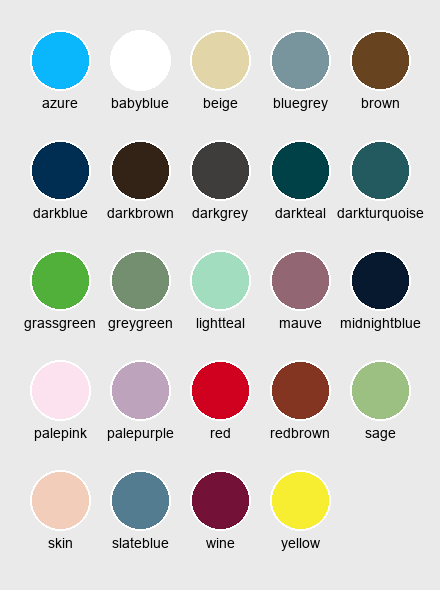 azure babyblue beige bluegrey brown
darkblue darkbrown darkgrey darkteal darkturquoise
grassgreen greygreen lightteal mauve midnightblue
palepink palepurple red redbrown sage
skin slateblue wine yellow